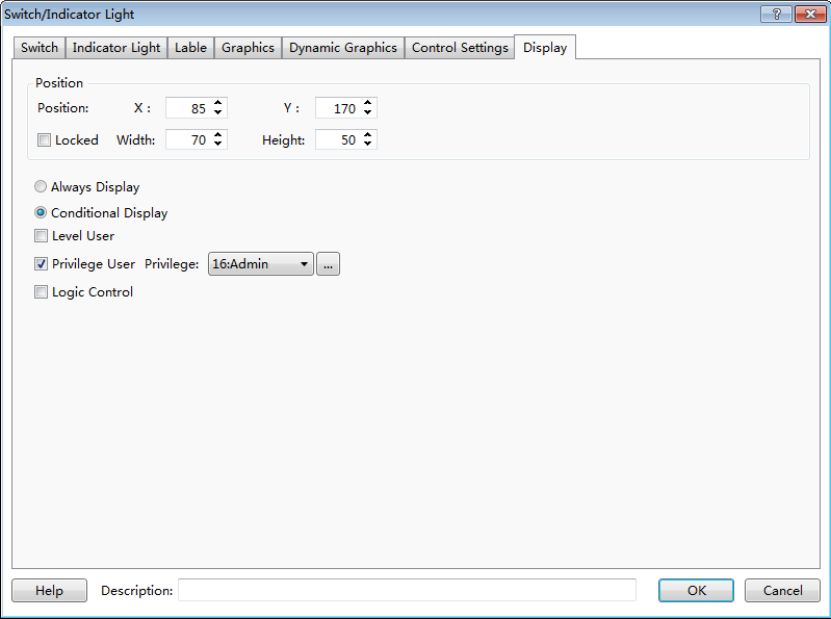 Switch/Indicator Light
?
Switch Indicator Light Lable Graphics Dynamic Graphics Control Settings Display
Position
Position: X : 85 Y : 170
Locked Width: 70 Height: 50
Always Display
Conditional Display
Level User
Privilege User Privilege: 16:Admin ...
Logic Control
Help Description: OK Cancel